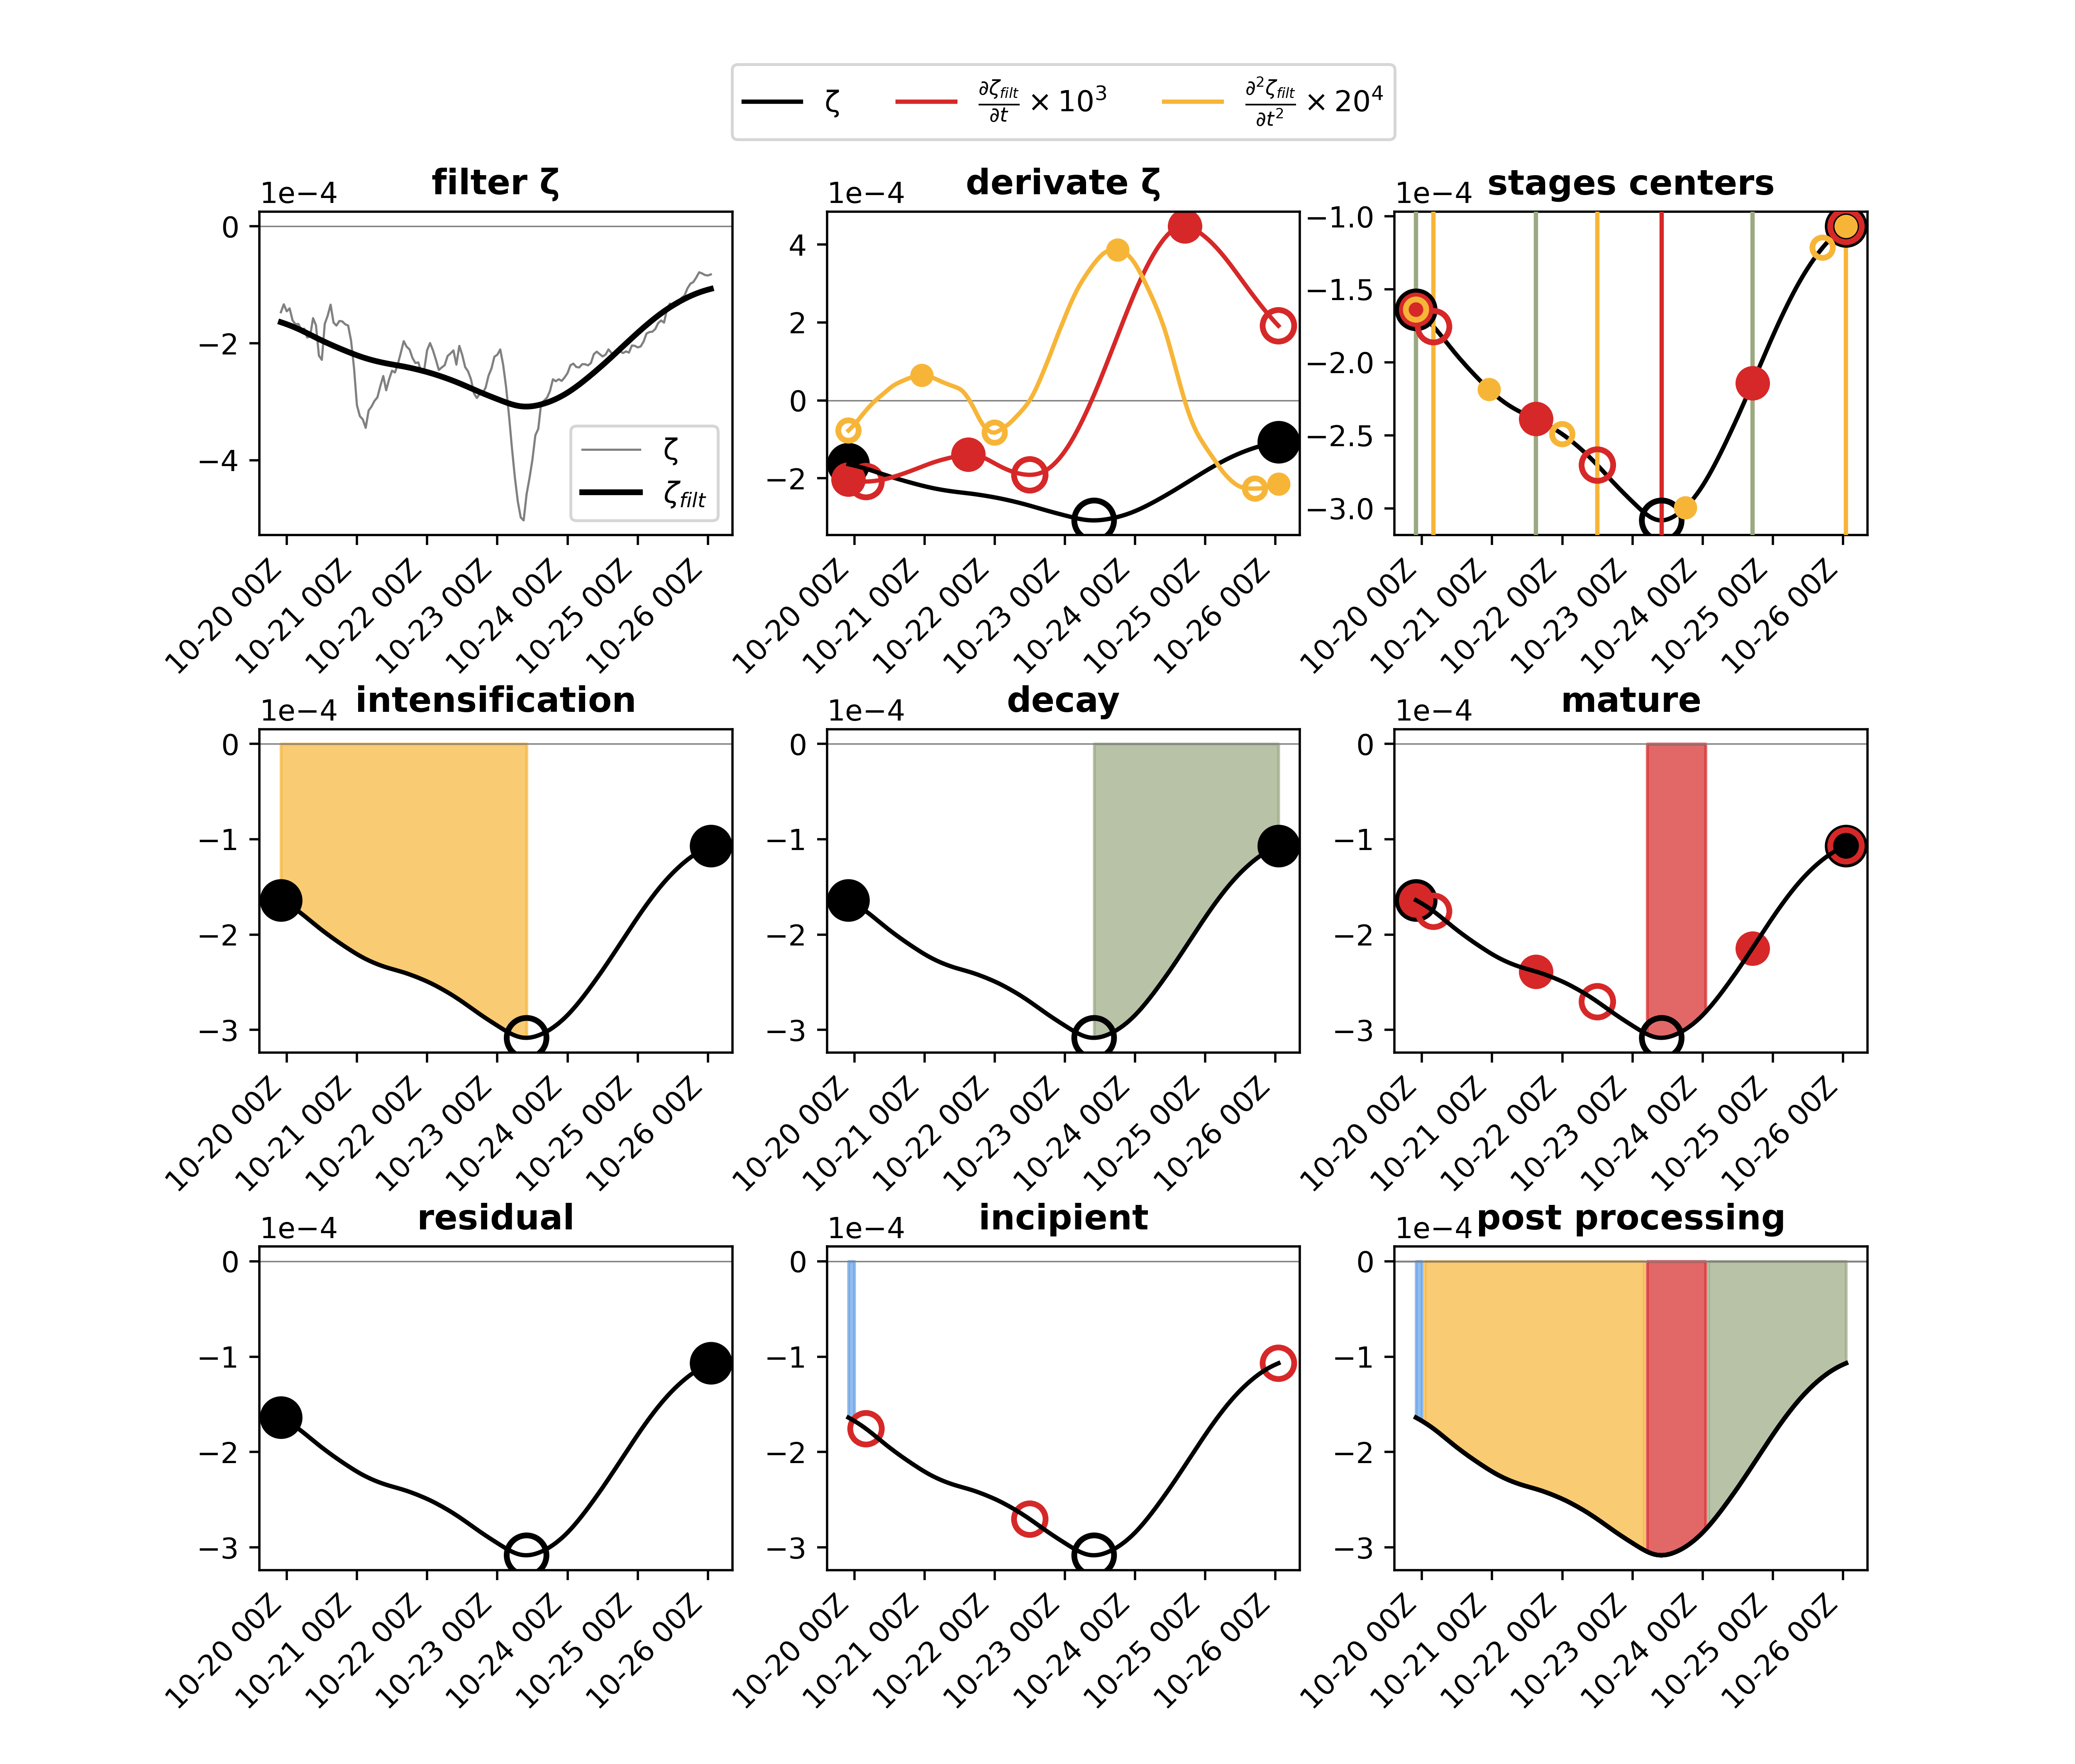 ζ ∂ζ_filt/∂t × 10³ ∂²ζ_filt/∂t² × 20⁴
filter ζ
1e−4
0
−2
−4
ζ
ζ_filt
10-20 00Z
10-21 00Z
10-22 00Z
10-23 00Z
10-24 00Z
10-25 00Z
10-26 00Z
derivate ζ
1e−4
4
2
0
−2
10-20 00Z
10-21 00Z
10-22 00Z
10-23 00Z
10-24 00Z
10-25 00Z
10-26 00Z
stages centers
1e−4
−1.0
−1.5
−2.0
−2.5
−3.0
10-20 00Z
10-21 00Z
10-22 00Z
10-23 00Z
10-24 00Z
10-25 00Z
10-26 00Z
intensification
1e−4
0
−1
−2
−3
10-20 00Z
10-21 00Z
10-22 00Z
10-23 00Z
10-24 00Z
10-25 00Z
10-26 00Z
decay
1e−4
0
−1
−2
−3
10-20 00Z
10-21 00Z
10-22 00Z
10-23 00Z
10-24 00Z
10-25 00Z
10-26 00Z
mature
1e−4
0
−1
−2
−3
10-20 00Z
10-21 00Z
10-22 00Z
10-23 00Z
10-24 00Z
10-25 00Z
10-26 00Z
residual
1e−4
0
−1
−2
−3
10-20 00Z
10-21 00Z
10-22 00Z
10-23 00Z
10-24 00Z
10-25 00Z
10-26 00Z
incipient
1e−4
0
−1
−2
−3
10-20 00Z
10-21 00Z
10-22 00Z
10-23 00Z
10-24 00Z
10-25 00Z
10-26 00Z
post processing
1e−4
0
−1
−2
−3
10-20 00Z
10-21 00Z
10-22 00Z
10-23 00Z
10-24 00Z
10-25 00Z
10-26 00Z